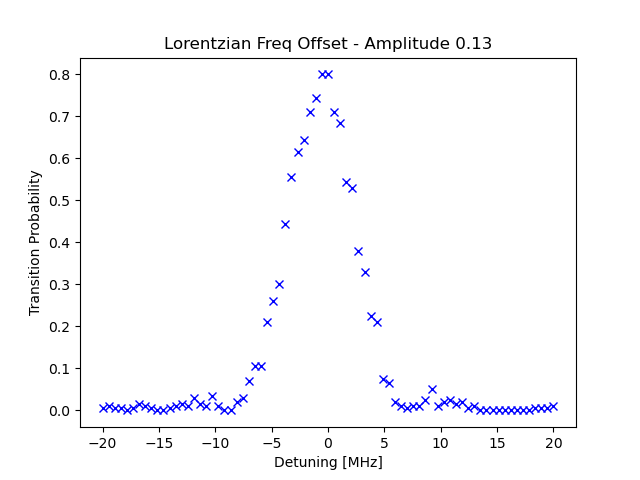 Lorentzian Freq Offset - Amplitude 0.13
0.8
0.7
0.6
0.5
0.4
0.3
0.2
0.1
0.0
Transition Probability
−20 −15 −10 −5 0 5 10 15 20
Detuning [MHz]